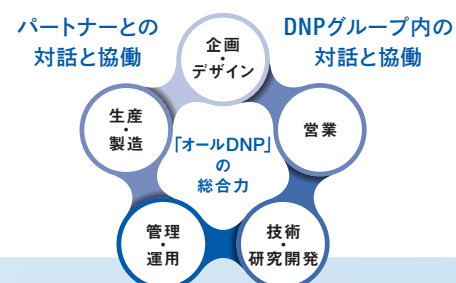 パートナーとの
対話と協働
DNPグループ内の
対話と協働
企画
・
デザイン
生産
・
製造
営業
「オールDNP」
の
総合力
管理
・
運用
技術
・
研究開発